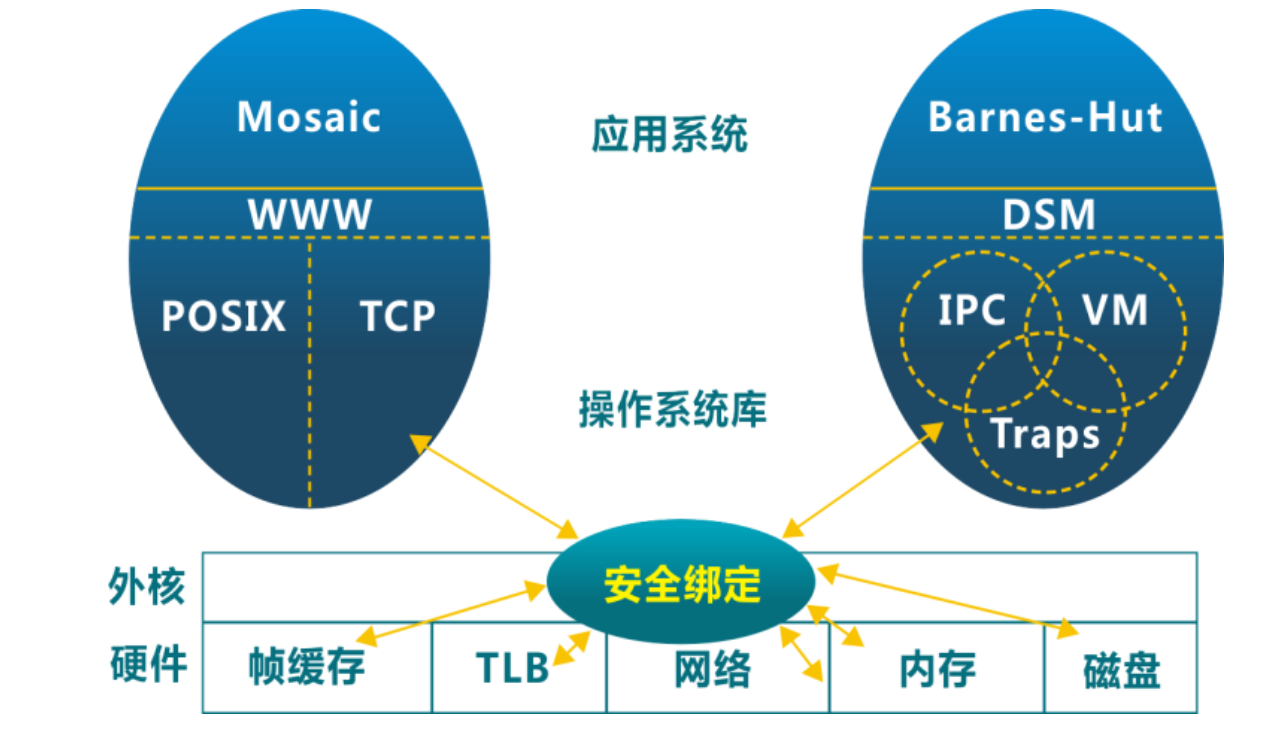 Mosaic
应用系统
Barnes-Hut
WWW
DSM
POSIX
TCP
IPC
VM
操作系统库
Traps
外核
安全绑定
硬件
帧缓存
TLB
网络
内存
磁盘